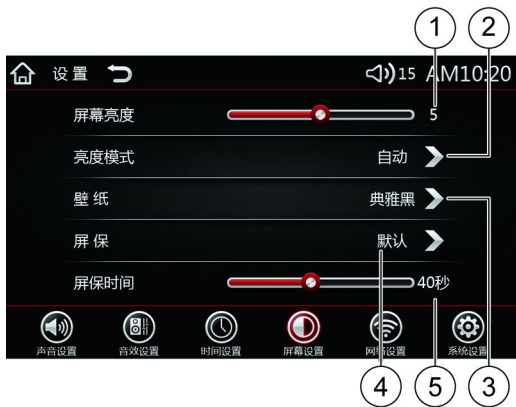 1 2
设置 15 AM10:20
屏幕亮度 5
亮度模式 自动
壁纸 典雅黑
屏保 默认
屏保时间 40秒
声音设置 音效设置 时间设置 屏幕设置 网络设置 系统设置
4 5 3